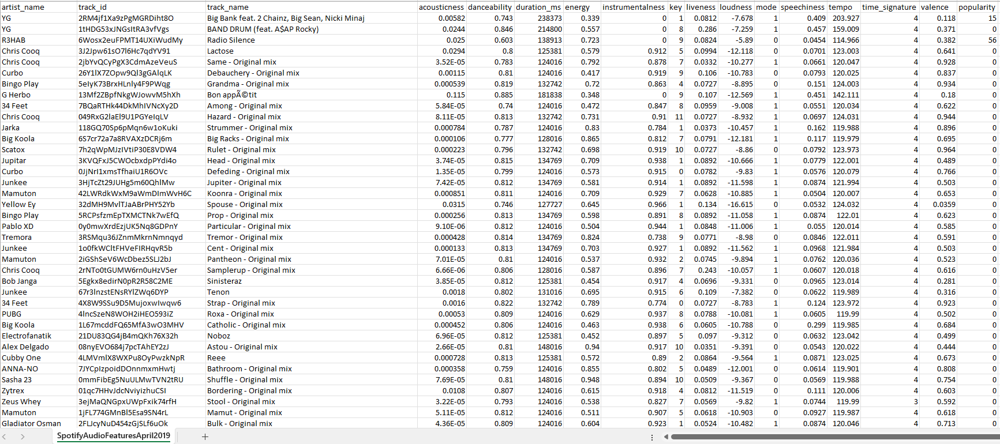 artist_name track_id track_name acousticness danceability duration_ms energy instrumentalness key liveness loudness mode speechiness tempo time_signature valence popularity
YG 2RM4jf1Xa9zPgMGRDiht8O Big Bank feat. 2 Chainz, Big Sean, Nicki Minaj 0.00582 0.743 238373 0.339 0 1 0.0812 -7.678 1 0.409 203.927 4 0.118 15
YG 1tHDG53xJNGsItRA3vfVgs BAND DRUM (feat. A$AP Rocky) 0.0244 0.846 214800 0.557 0 8 0.286 -7.259 1 0.457 159.009 4 0.371 0
R3HAB 6Wosx2euFPMT14UXiWudMy Radio Silence 0.025 0.603 138913 0.723 0 9 0.0824 -5.89 0 0.0454 114.966 4 0.382 56
Chris Cooq 3J2Jpw61sO7l6Hc7qdYV91 Lactose 0.0294 0.8 125381 0.579 0.912 5 0.0994 -12.118 0 0.0701 123.003 4 0.641 0
Chris Cooq 2jbYvQCyPgX3CdmAzeVeuS Same - Original mix 3.52E-05 0.783 124016 0.792 0.878 7 0.0332 -10.277 1 0.0661 120.047 4 0.928 0
Curbo 26Y1lX7ZOpw9Ql3gGAlqLK Debauchery - Original mix 0.00115 0.81 124016 0.417 0.919 9 0.106 -10.783 0 0.0793 120.025 4 0.837 0
Bingo Play 5eIyK73BrxHLnly4F9PWqg Grandma - Original mix 0.000539 0.819 132742 0.72 0.863 4 0.0727 -8.895 0 0.151 124.003 4 0.934 0
G Herbo 13Mf2ZBpfNkgWJowvM5hXh Bon appÃ©tit 0.115 0.885 181838 0.348 0 9 0.107 -12.569 1 0.451 142.111 4 0.18 0
34 Feet 7BQaRTHk44DkMhIVNcXy2D Among - Original mix 5.84E-05 0.74 124016 0.472 0.847 8 0.0959 -9.008 1 0.0551 120.034 4 0.622 0
Chris Cooq 049RxG2laEl9U1PGYeIqLV Hazard - Original mix 8.11E-05 0.813 132742 0.731 0.91 11 0.0727 -8.932 1 0.0697 124.031 4 0.944 0
Jarka 118GQ70Sp6pMqn6w1oKuki Strummer - Original mix 0.000784 0.787 124016 0.83 0.784 1 0.0373 -10.457 1 0.162 119.988 4 0.896 0
Big Koola 6S7cr72a7a8RVAXzDCRj6m Big Racks - Original mix 0.000106 0.777 128016 0.865 0.812 7 0.0791 -12.181 1 0.117 119.979 4 0.695 0
Scatox 7h2qWpMJzIVtiP30E8VDW4 Rulet - Original mix 0.000223 0.796 132742 0.698 0.919 10 0.0727 -8.86 0 0.0792 123.973 4 0.964 0
Jupitar 3KVQFxJ5CWOcbxdpPYdi4o Head - Original mix 3.74E-05 0.815 134769 0.709 0.938 1 0.0892 -10.666 1 0.0779 122.001 4 0.489 0
Curbo 0JjNrI1xmsTfhaiU1R6OVc Defeding - Original mix 1.35E-05 0.799 124016 0.573 0.915 0 0.0782 -9.83 1 0.0576 120.079 4 0.766 0
Junkee 3HjTcZt29JUHg5m60QhlMw Jupiter - Original mix 7.42E-05 0.812 134769 0.581 0.914 1 0.0892 -11.598 1 0.0874 121.994 4 0.503 0
Mamuton 42LWRdkWxM9aWmDImWvH6C Koonra - Original mix 0.000851 0.811 124016 0.709 0.929 7 0.0628 -10.885 1 0.0504 120.007 4 0.653 0
Yellow Ey 32dMH9MvlTJaABrPHY52Yb Spouse - Original mix 0.0315 0.746 127727 0.645 0.966 1 0.134 -16.615 0 0.0532 124.032 4 0.0359 0
Bingo Play 5RCPsfzmEpTXMCTNk7wEfQ Prop - Original mix 0.000256 0.813 134769 0.598 0.891 8 0.0892 -11.058 1 0.0874 122.01 4 0.623 0
Pablo XD 0y0mwXrdEzjUK5Nq8GDPnY Particular - Original mix 9.10E-06 0.812 124016 0.504 0.944 1 0.0848 -11.006 1 0.055 120.014 4 0.585 0
Tremora 3RSMqu36JZnmMkrnNmnqyd Tremor - Original mix 0.000428 0.814 134769 0.824 0.738 9 0.0771 -8.98 0 0.0846 122.011 4 0.591 0
Junkee 1o0fkWCltFHVeFIRHqvR5b Cent - Original mix 0.000133 0.813 134769 0.703 0.927 1 0.0892 -11.562 1 0.0968 121.984 4 0.503 0
Mamuton 2iGShSeV6WcDbez5SLJ2bJ Pantheon - Original mix 7.01E-05 0.81 124016 0.537 0.932 2 0.0745 -9.894 1 0.0762 120.036 4 0.523 0
Chris Cooq 2rNTo0tGUMW6rn0uHzV5er Samplerup - Original mix 6.66E-06 0.806 128016 0.587 0.896 7 0.243 -10.057 1 0.0607 120.018 4 0.616 0
Bob Janga 5Egkx8edirN0pR2R58C2ME Sinisteraz 3.85E-05 0.812 125381 0.454 0.917 4 0.0696 -9.331 0 0.0965 123.014 4 0.281 0
Junkee 67r3lnzstENsRYlZWq6DYP Tenon 0.0018 0.802 131016 0.695 0.915 6 0.109 -7.382 0 0.0622 119.989 4 0.316 0
34 Feet 4X8W9SSu9D5MujoxwIwqw6 Strap - Original mix 0.0016 0.822 132742 0.789 0.774 0 0.0727 -8.783 0 0.124 123.972 4 0.923 0
PUBG 4lncSzeN8WOH2iHEO593iZ Roxa - Original mix 0.00053 0.809 124016 0.629 0.937 8 0.0788 -10.081 1 0.0605 119.99 4 0.502 0
Big Koola 1L67mcddFQ65MfA3wO3MHV Catholic - Original mix 0.000452 0.806 124016 0.463 0.938 6 0.0605 -10.788 0 0.299 119.985 4 0.684 0
Electrofanatik 21DU83QG4jB4mQKh76X32h Noboz 6.96E-05 0.812 125381 0.452 0.897 5 0.097 -9.312 0 0.0632 123.042 4 0.499 0
Alex Delgado 08nyEVO684j7pcTAhEY2zJ Astou - Original mix 2.66E-05 0.81 148016 0.94 0.917 10 0.0351 -9.391 0 0.0543 120.022 4 0.444 0
Cubby One 4LMVmlX8WXPu8OyPwzkNpR Reee 0.000728 0.813 125381 0.572 0.89 2 0.0864 -9.564 1 0.0871 123.025 4 0.673 0
ANNA-NO 7JYCpIzpoidDOnnmxmHwtj Bathroom - Original mix 0.000358 0.759 124016 0.855 0.802 5 0.0489 -12.001 0 0.0614 119.901 4 0.808 0
Sasha 23 0mmFibEg5NuULMwTVN2tRU Shuffle - Original mix 7.69E-05 0.81 148016 0.948 0.894 10 0.0509 -9.367 0 0.0569 119.988 4 0.754 0
Zytrex 01qc7HHvJdcNviyizhuCSI Bordering - Original mix 0.0108 0.807 124016 0.615 0.918 4 0.0812 -11.519 0 0.111 120.006 4 0.603 0
Zeus Whey 3ejMaQNGpxUWpFxik74rfH Stool - Original mix 3.22E-05 0.793 124016 0.538 0.827 7 0.0569 -9.82 1 0.0744 119.99 3 0.592 0
Mamuton 1jFL774GMnBl5Esa9SN4rL Mamut - Original mix 5.11E-05 0.812 124016 0.511 0.907 5 0.0618 -10.903 0 0.0927 119.987 4 0.618 0
Gladiator Osman 2FLJcyNuD454zGjSLf6uOk Bulk - Original mix 4.36E-05 0.809 124016 0.604 0.923 1 0.0524 -10.482 1 0.0874 120.046 4 0.713 0
SpotifyAudioFeaturesApril2019